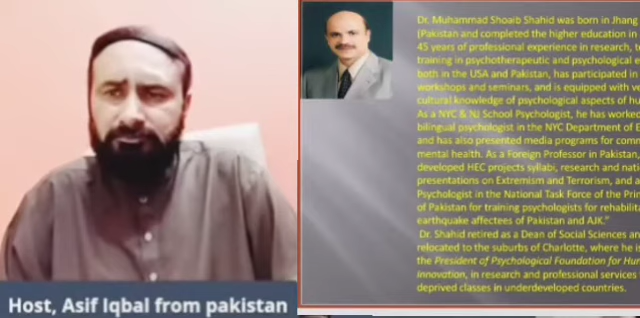 Dr. Muhammad Shoaib Shahid was born in Jhang
(Pakistan and completed the higher education in
45 years of professional experience in research,
training in psychotherapeutic and psychological
both in the USA and Pakistan, has participated in
workshops and seminars, and is equipped with
cultural knowledge of psychological aspects of
As a NYC & NJ School Psychologist, he has worked
bilingual psychologist in the NYC Department of
and has also presented media programs for
mental health. As a Foreign Professor in Pakistan,
developed HEC projects syllabi, research and
presentations on Extremism and Terrorism, and
Psychologist in the National Task Force of the
of Pakistan for training psychologists for
earthquake affectees of Pakistan and AJK."
Dr. Shahid retired as a Dean of Social Sciences
relocated to the suburbs of Charlotte, where he is
the President of Psychological Foundation for
Innovation, in research and professional services
deprived classes in underdeveloped countries.
Host, Asif Iqbal from pakistan